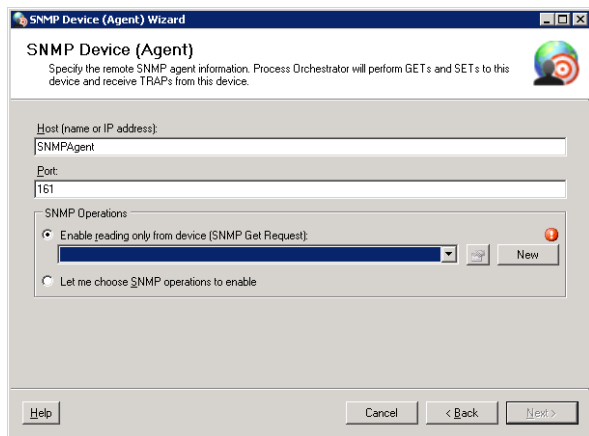 SNMP Device (Agent) Wizard
SNMP Device (Agent)
Specify the remote SNMP agent information. Process Orchestrator will perform GETs and SETs to this
device and receive TRAPs from this device.
Host (name or IP address):
SNMPAgent
Port:
161
SNMP Operations
Enable reading only from device (SNMP Get Request):
New
Let me choose SNMP operations to enable
Help
Cancel
< Back
Next >